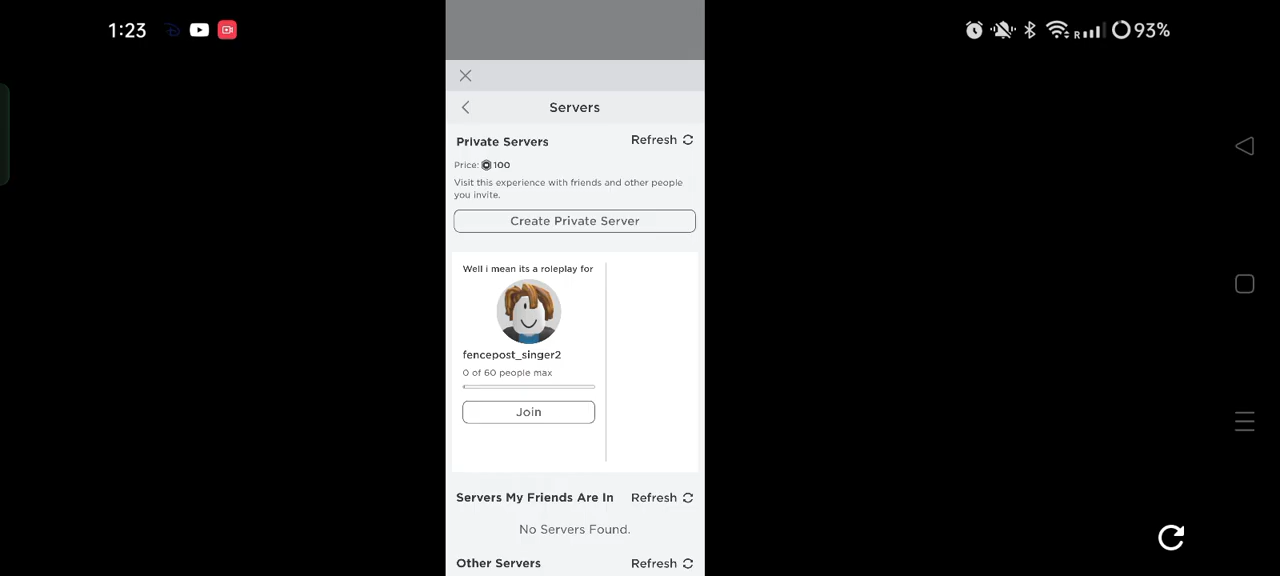 1:23
R
93%
Servers
Private Servers
Refresh
Price: 100
Visit this experience with friends and other people
you invite.
Create Private Server
Well i mean its a roleplay for
fencepost_singer2
0 of 60 people max
Join
Servers My Friends Are In
Refresh
No Servers Found.
Other Servers
Refresh